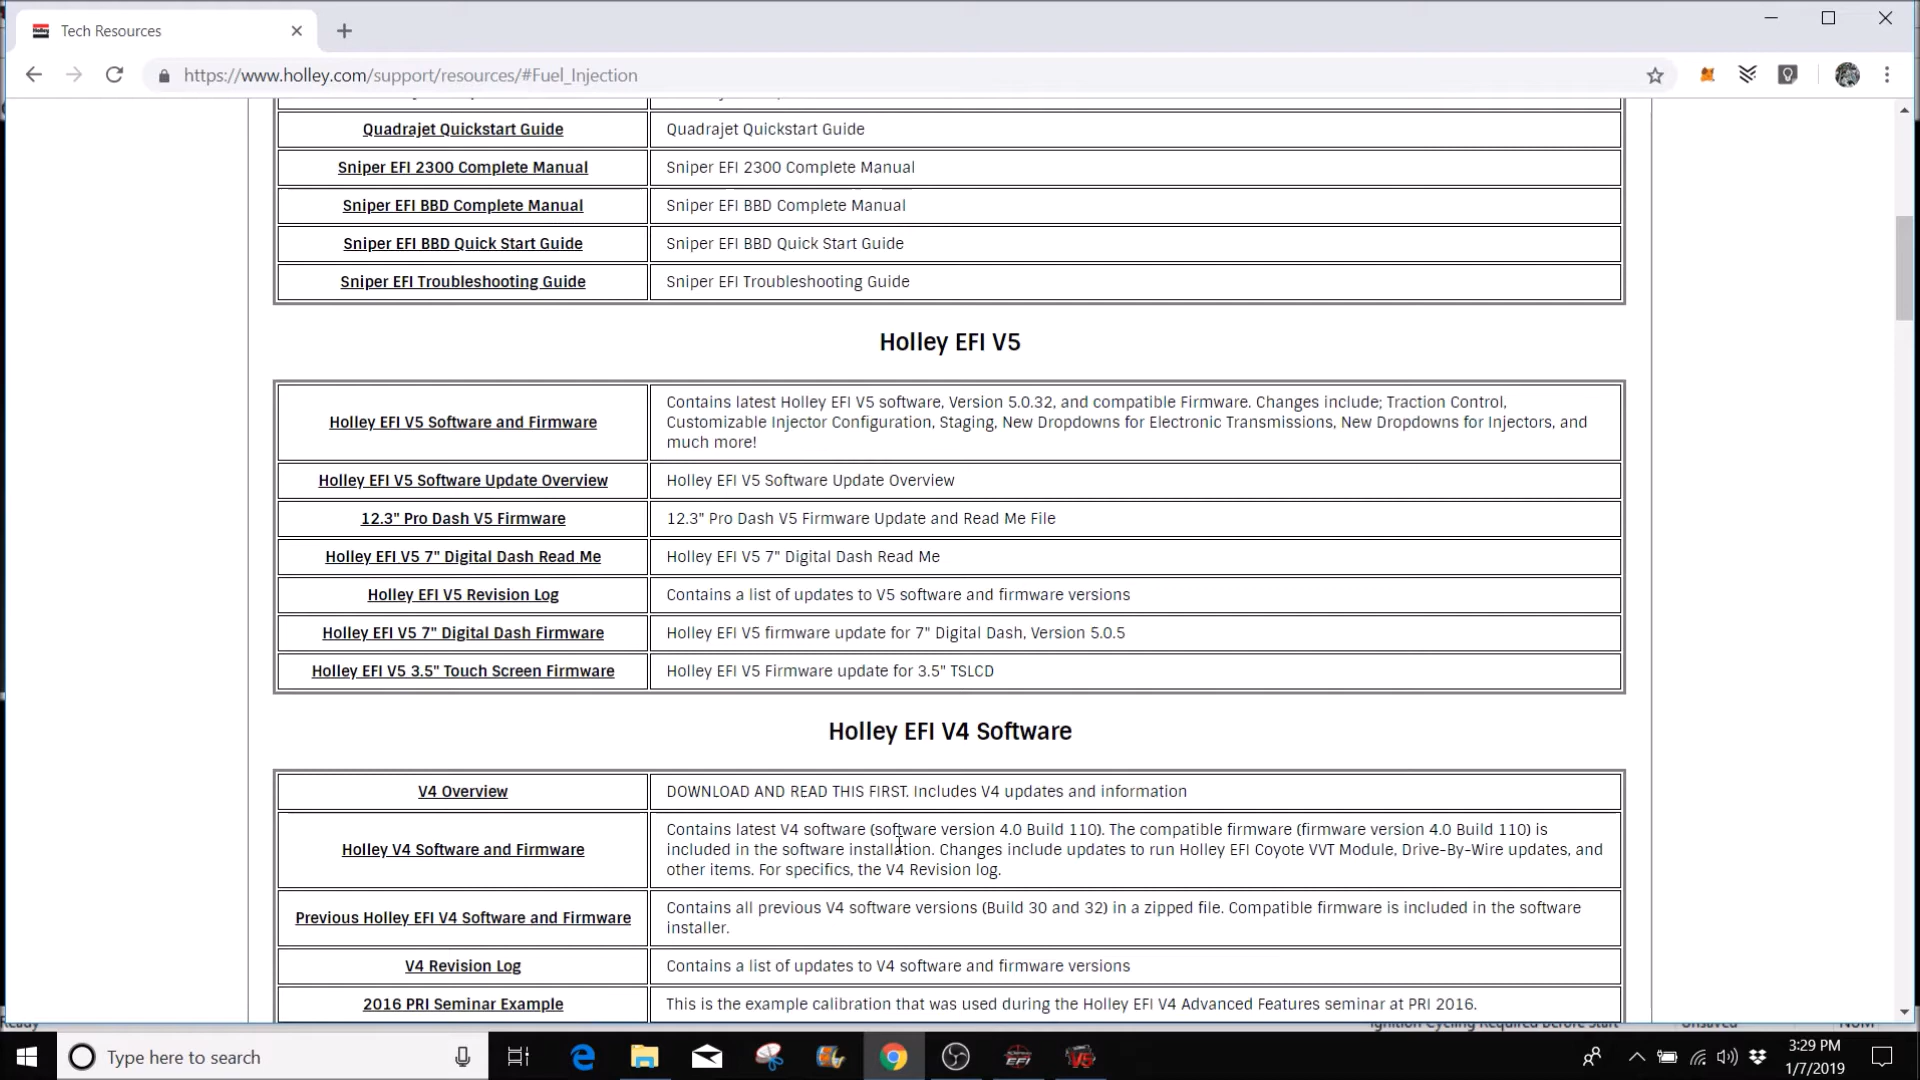 Tech Resources
https://www.holley.com/support/resources/#Fuel_Injection
Quadrajet Quickstart Guide Quadrajet Quickstart Guide
Sniper EFI 2300 Complete Manual Sniper EFI 2300 Complete Manual
Sniper EFI BBD Complete Manual Sniper EFI BBD Complete Manual
Sniper EFI BBD Quick Start Guide Sniper EFI BBD Quick Start Guide
Sniper EFI Troubleshooting Guide Sniper EFI Troubleshooting Guide
Holley EFI V5
Holley EFI V5 Software and Firmware
Contains latest Holley EFI V5 software, Version 5.0.32, and compatible Firmware. Changes include; Traction Control,
Customizable Injector Configuration, Staging, New Dropdowns for Electronic Transmissions, New Dropdowns for Injectors, and
much more!
Holley EFI V5 Software Update Overview Holley EFI V5 Software Update Overview
12.3" Pro Dash V5 Firmware 12.3" Pro Dash V5 Firmware Update and Read Me File
Holley EFI V5 7" Digital Dash Read Me Holley EFI V5 7" Digital Dash Read Me
Holley EFI V5 Revision Log Contains a list of updates to V5 software and firmware versions
Holley EFI V5 7" Digital Dash Firmware Holley EFI V5 firmware update for 7" Digital Dash, Version 5.0.5
Holley EFI V5 3.5" Touch Screen Firmware Holley EFI V5 Firmware update for 3.5" TSLCD
Holley EFI V4 Software
V4 Overview DOWNLOAD AND READ THIS FIRST. Includes V4 updates and information
Holley V4 Software and Firmware
Contains latest V4 software (software version 4.0 Build 110). The compatible firmware (firmware version 4.0 Build 110) is
included in the software installation. Changes include updates to run Holley EFI Coyote VVT Module, Drive-By-Wire updates, and
other items. For specifics, the V4 Revision log.
Previous Holley EFI V4 Software and Firmware
Contains all previous V4 software versions (Build 30 and 32) in a zipped file. Compatible firmware is included in the software
installer.
V4 Revision Log Contains a list of updates to V4 software and firmware versions
2016 PRI Seminar Example This is the example calibration that was used during the Holley EFI V4 Advanced Features seminar at PRI 2016.
Type here to search
EFI
V5
3:29 PM
1/7/2019